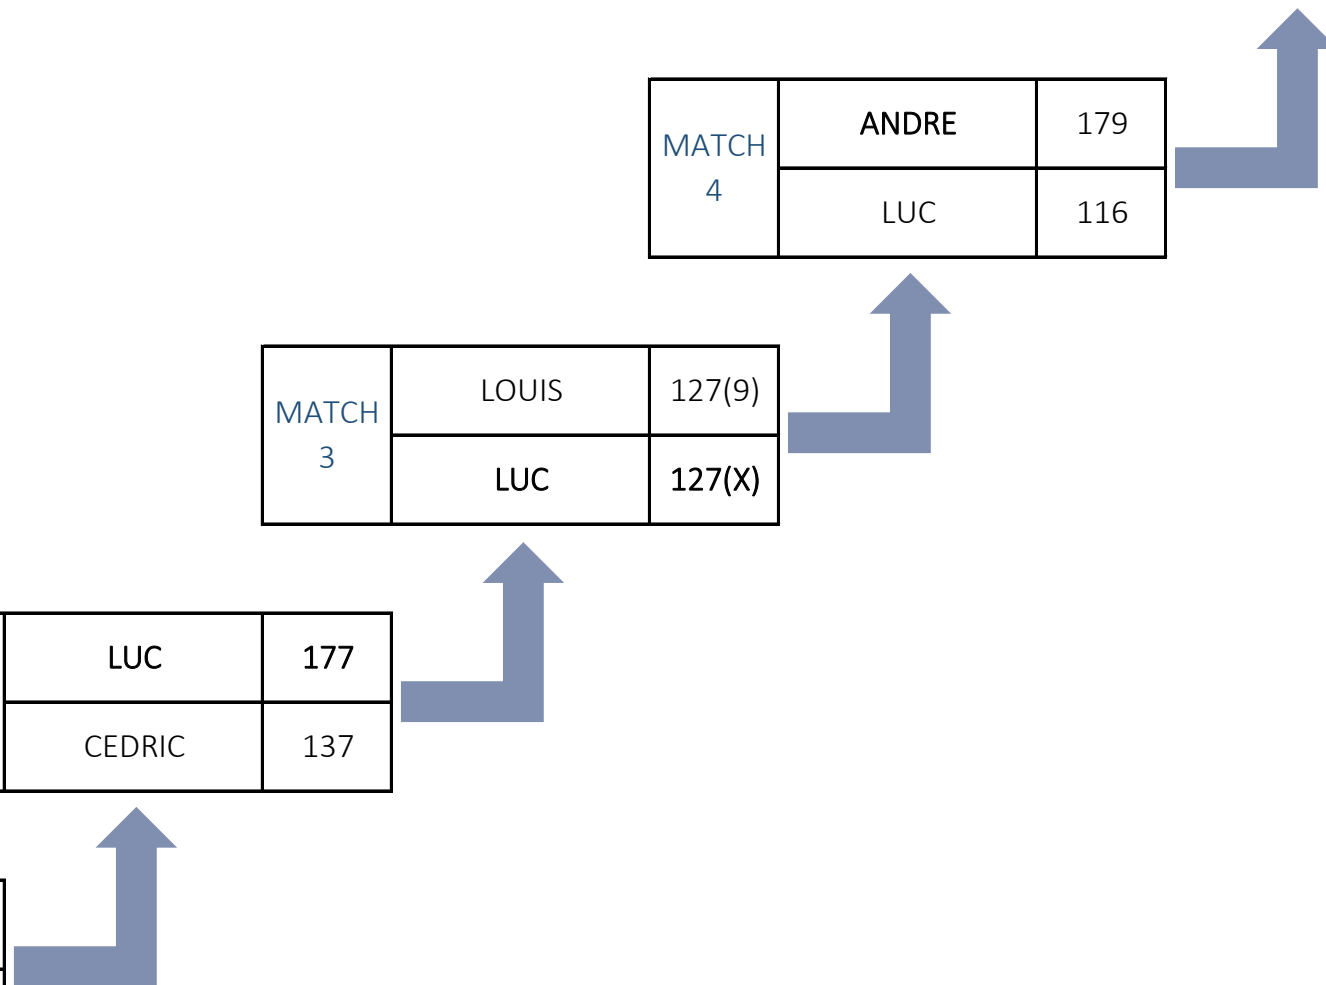 MATCH
4
ANDRE 179
LUC 116
MATCH
3
LOUIS 127(9)
LUC 127(X)
LUC 177
CEDRIC 137